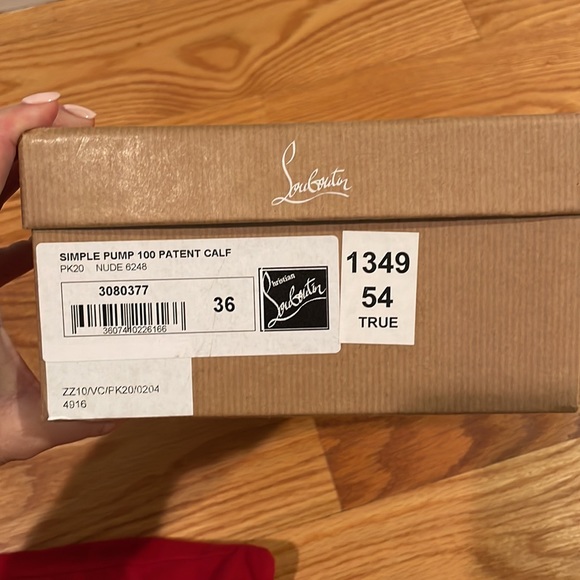 Louboutin
SIMPLE PUMP 100 PATENT CALF
PK20 NUDE 6248
3080377
36
3607440226166
Christian
Louboutin
1349
54
TRUE
ZZ10/VC/PK20/0204
4916